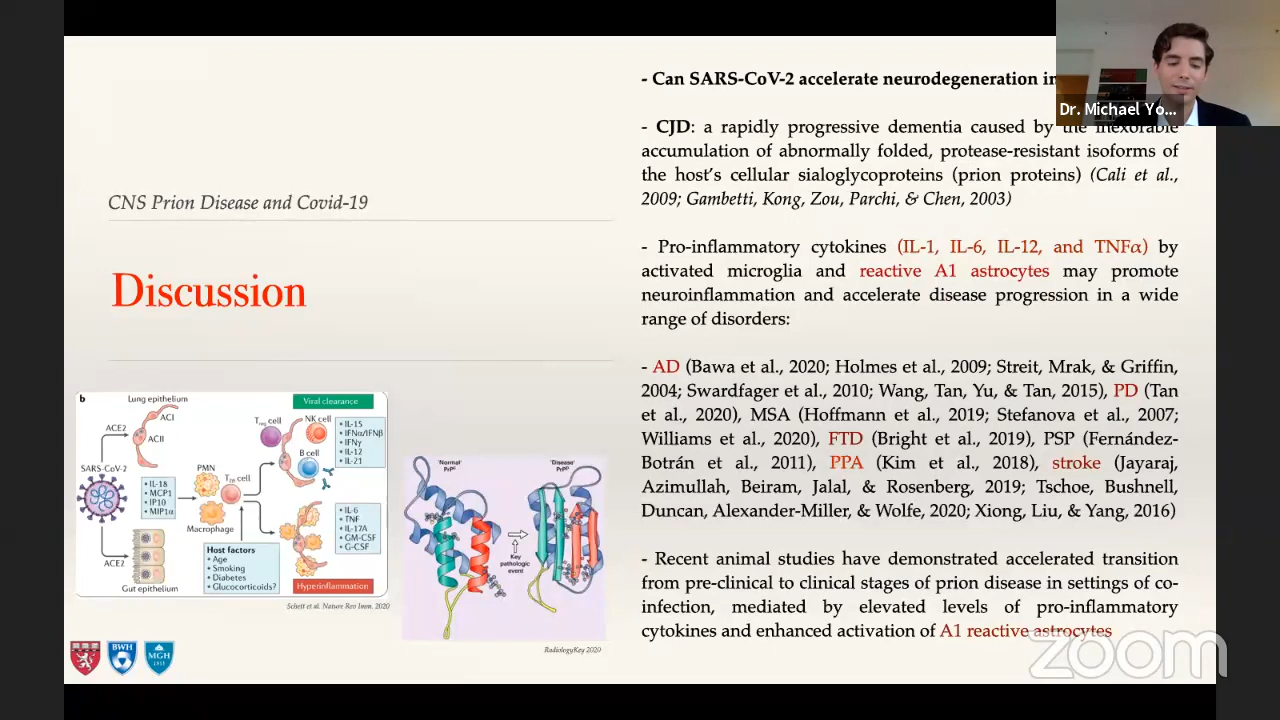 - Can SARS-CoV-2 accelerate neurodegeneration in
Dr. Michael Yo...
- CJD: a rapidly progressive dementia caused by the inexorable
accumulation of abnormally folded, protease-resistant isoforms of
the host's cellular sialoglycoproteins (prion proteins) (Cali et al.,
2009; Gambetti, Kong, Zou, Parchi, & Chen, 2003)
- Pro-inflammatory cytokines (IL-1, IL-6, IL-12, and TNFα) by
activated microglia and reactive A1 astrocytes may promote
neuroinflammation and accelerate disease progression in a wide
range of disorders:
- AD (Bawa et al., 2020; Holmes et al., 2009; Streit, Mrak, & Griffin,
2004; Swardfager et al., 2010; Wang, Tan, Yu, & Tan, 2015), PD (Tan
et al., 2020), MSA (Hoffmann et al., 2019; Stefanova et al., 2007;
Williams et al., 2020), FTD (Bright et al., 2019), PSP (Fernández-
Botrán et al., 2011), PPA (Kim et al., 2018), stroke (Jayaraj,
Azimullah, Beiram, Jalal, & Rosenberg, 2019; Tschoe, Bushnell,
Duncan, Alexander-Miller, & Wolfe, 2020; Xiong, Liu, & Yang, 2016)
- Recent animal studies have demonstrated accelerated transition
from pre-clinical to clinical stages of prion disease in settings of co-
infection, mediated by elevated levels of pro-inflammatory
cytokines and enhanced activation of A1 reactive astrocytes
CNS Prion Disease and Covid-19
Discussion
b
Lung epithelium
Viral clearance
ACI
ACE2
ACII
Treg cell
NK cell
B cell
• IL-15
• IFNα/IFNβ
• IFNγ
• IL-12
• IL-21
SARS-CoV-2
PMN
• IL-18
• MCP1
• IP10
• MIP1α
Macrophage
• IL-6
• TNF
• IL-17A
• GM-CSF
• G-CSF
Host factors
• Age
• Smoking
• Diabetes
• Glucocorticoids?
ACE2
Gut epithelium
Hyperinflammation
Schett et al. Nature Rev Imm. 2020
'Normal'
'Disease'
Key
pathologic
event
RadiologyKey 2020
BWH
MGH
1811
zoom